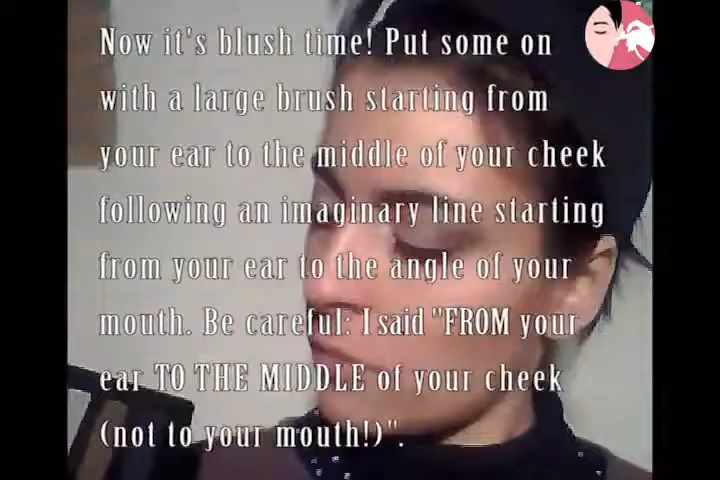 Now it's blush time! Put some on
with a large brush starting from
your ear to the middle of your cheek
following an imaginary line starting
from your ear to the angle of your
mouth. Be careful: I said "FROM your
ear TO THE MIDDLE of your cheek
(not to your mouth!)".